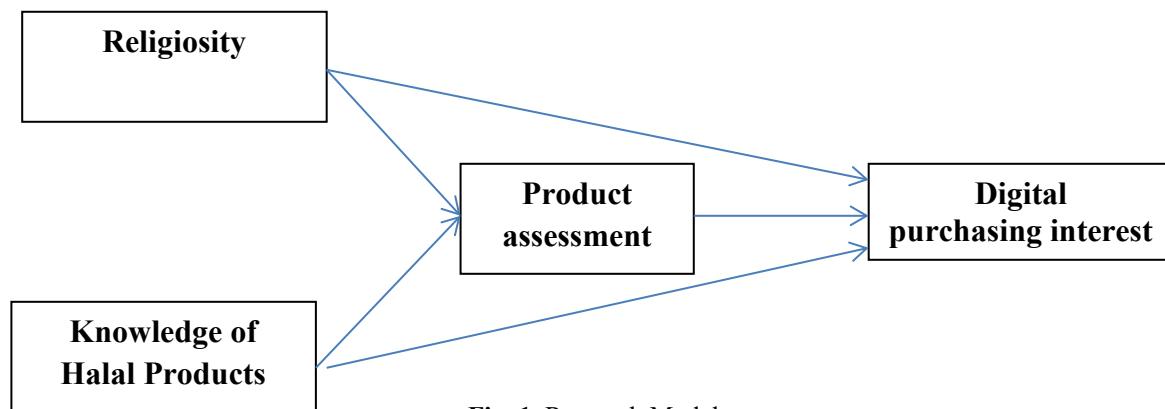 Religiosity
Product
assessment
Digital
purchasing interest
Knowledge of
Halal Products